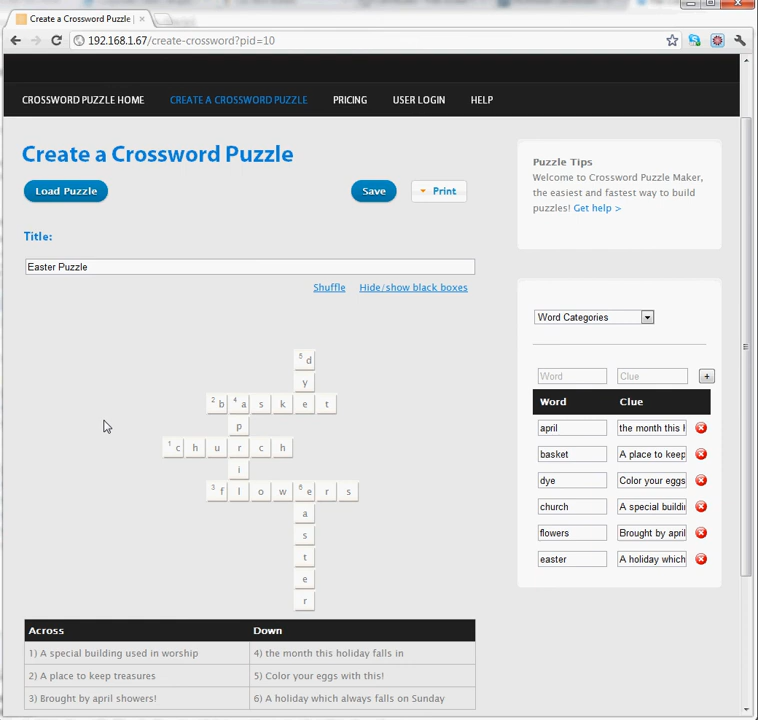 Create a Crossword Puzzle
192.168.1.67/create-crossword?pid=10
CROSSWORD PUZZLE HOME CREATE A CROSSWORD PUZZLE PRICING USER LOGIN HELP
Create a Crossword Puzzle
Load Puzzle Save Print
Title:
Easter Puzzle
Shuffle Hide/show black boxes
5 d
y
2 b 4 a s k e t
p
1 c h u r c h
i
3 f l o w 6 e r s
a
s
t
e
r
Across Down
1) A special building used in worship 4) the month this holiday falls in
2) A place to keep treasures 5) Color your eggs with this!
3) Brought by april showers! 6) A holiday which always falls on Sunday
Puzzle Tips
Welcome to Crossword Puzzle Maker,
the easiest and fastest way to build
puzzles! Get help >
Word Categories
Word Clue +
Word Clue
april the month this h
basket A place to keep
dye Color your eggs
church A special buildin
flowers Brought by april
easter A holiday which